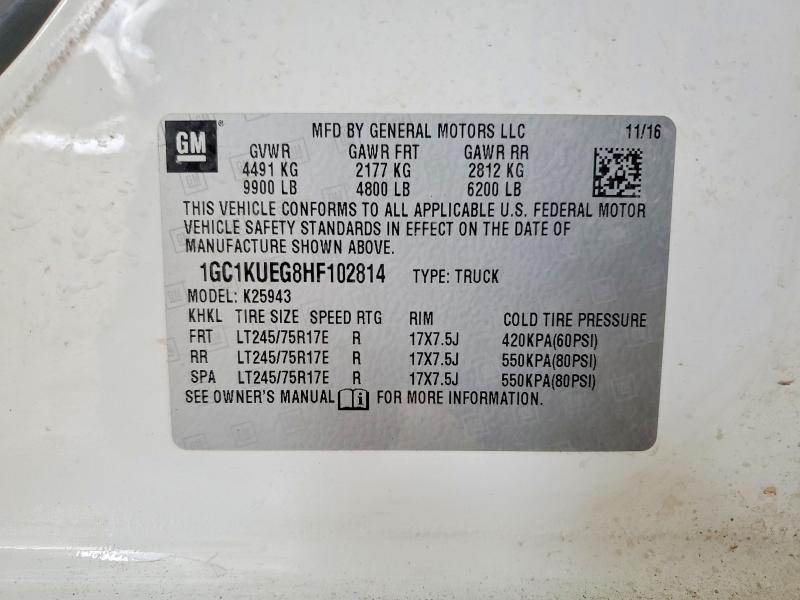 GM ® MFD BY GENERAL MOTORS LLC 11/16
GVWR GAWR FRT GAWR RR
4491 KG 2177 KG 2812 KG
9900 LB 4800 LB 6200 LB
THIS VEHICLE CONFORMS TO ALL APPLICABLE U.S. FEDERAL MOTOR
VEHICLE SAFETY STANDARDS IN EFFECT ON THE DATE OF
MANUFACTURE SHOWN ABOVE.
1GC1KUEG8HF102814 TYPE: TRUCK
MODEL: K25943
KHKL TIRE SIZE SPEED RTG RIM COLD TIRE PRESSURE
FRT LT245/75R17E R 17X7.5J 420KPA(60PSI)
RR LT245/75R17E R 17X7.5J 550KPA(80PSI)
SPA LT245/75R17E R 17X7.5J 550KPA(80PSI)
SEE OWNER'S MANUAL FOR MORE INFORMATION.